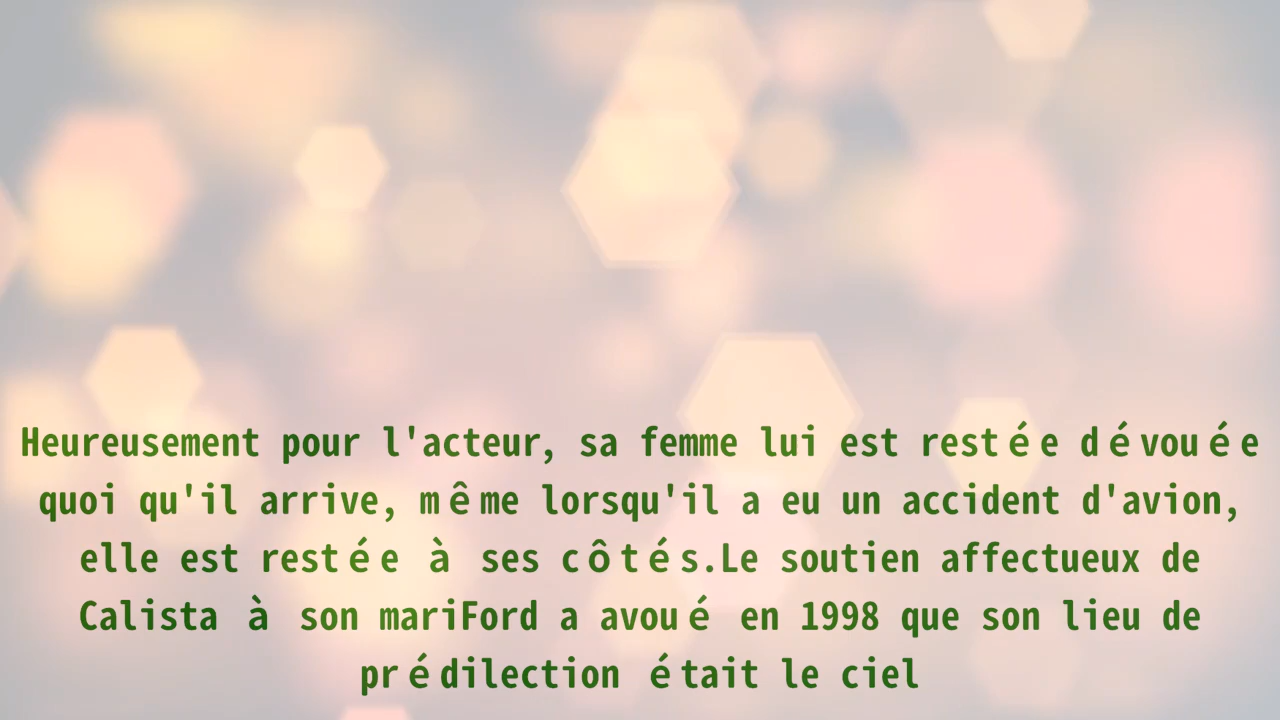 Heureusement pour l'acteur, sa femme lui est restée dévouée
quoi qu'il arrive, même lorsqu'il a eu un accident d'avion,
elle est restée à ses côtés.Le soutien affectueux de
Calista à son mariFord a avoué en 1998 que son lieu de
prédilection était le ciel